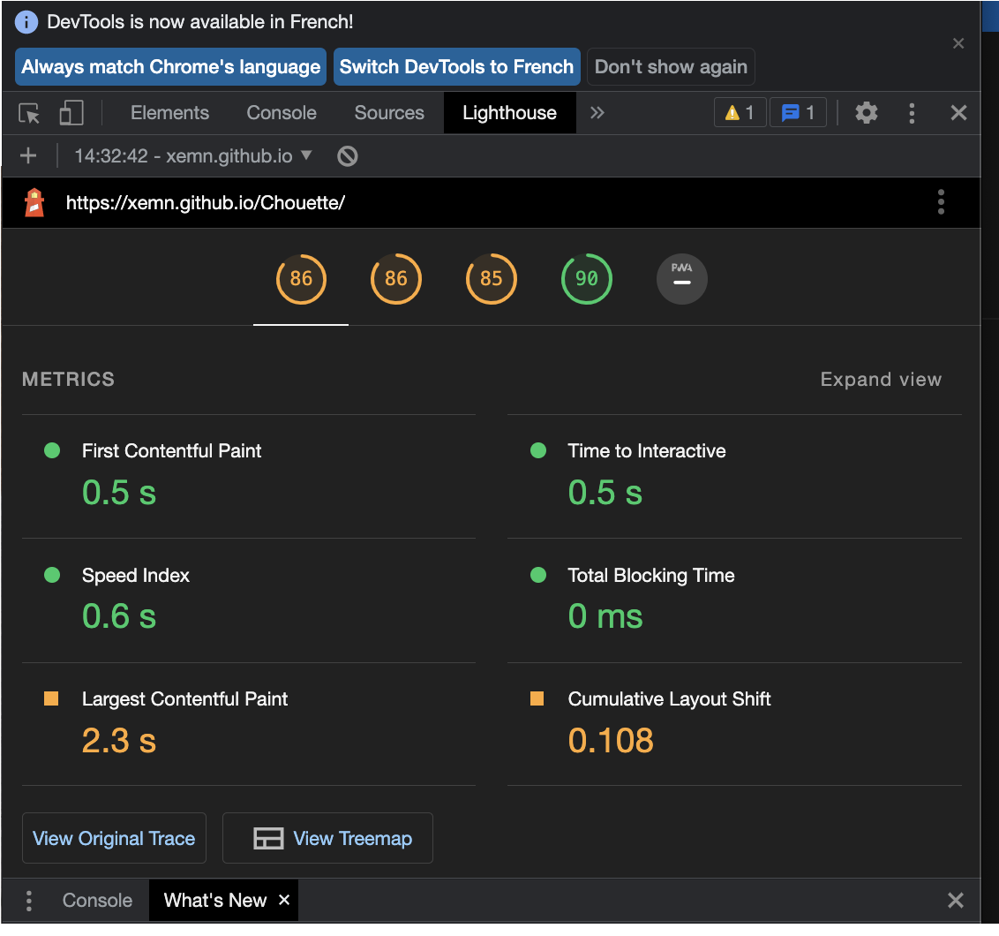 DevTools is now available in French!
Always match Chrome's language Switch DevTools to French Don't show again
Elements Console Sources Lighthouse 1 1
14:32:42 - xemn.github.io
https://xemn.github.io/Chouette/
86 86 85 90 PWA
METRICS Expand view
First Contentful Paint Time to Interactive
0.5 s 0.5 s
Speed Index Total Blocking Time
0.6 s 0 ms
Largest Contentful Paint Cumulative Layout Shift
2.3 s 0.108
View Original Trace View Treemap
Console What's New